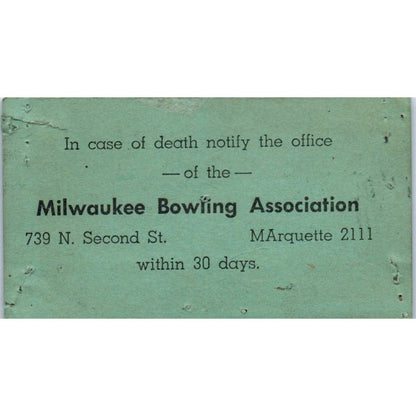 In case of death notify the office
— of the —
Milwaukee Bowling Association
739 N. Second St. MArquette 2111
within 30 days.